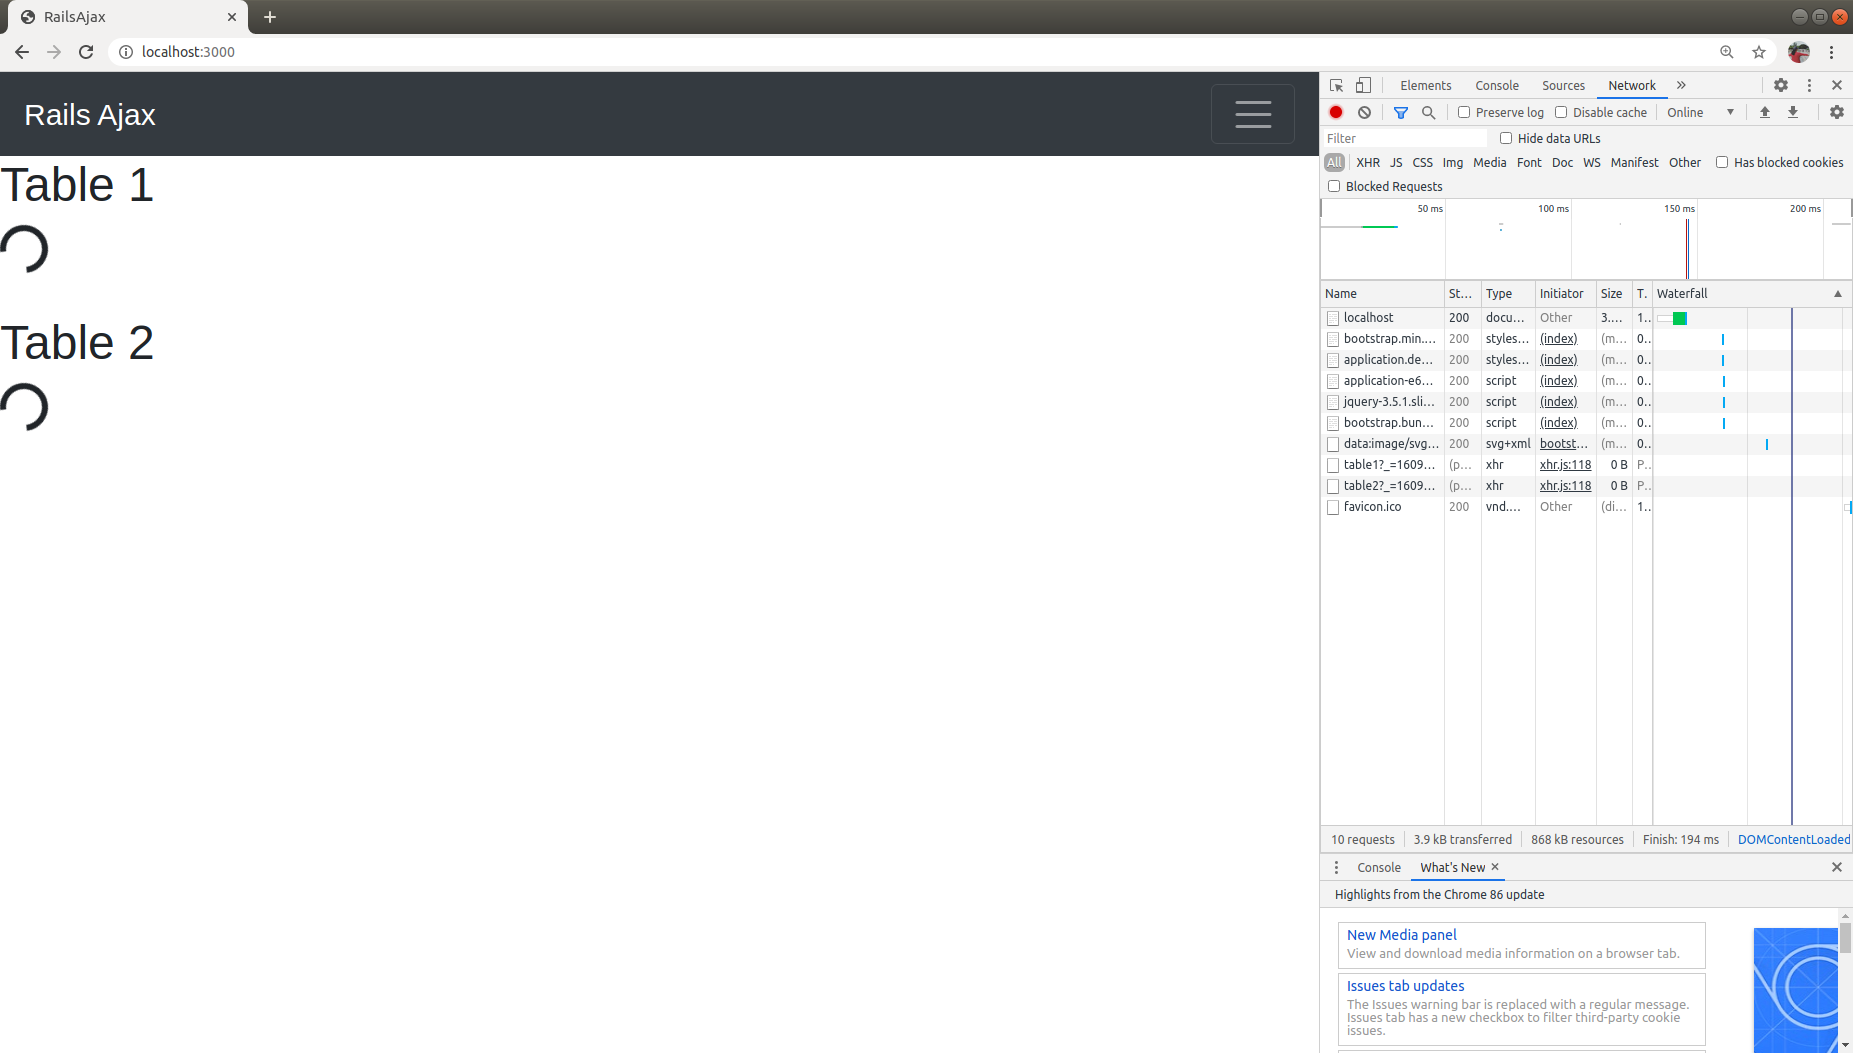 RailsAjax
localhost:3000
Rails Ajax
Table 1
Table 2
Elements Console Sources Network
Preserve log Disable cache Online
Filter Hide data URLs
All XHR JS CSS Img Media Font Doc WS Manifest Other Has blocked cookies
Blocked Requests
50 ms 100 ms 150 ms 200 ms
Name St... Type Initiator Size T. Waterfall
localhost 200 docu... Other 3.... 1..
bootstrap.min.... 200 styles... (index) (m... 0..
application.de... 200 styles... (index) (m... 0..
application-e6... 200 script (index) (m... 0..
jquery-3.5.1.sli... 200 script (index) (m... 0..
bootstrap.bun... 200 script (index) (m... 0..
data:image/svg... 200 svg+xml bootst... (m... 0..
table1?_=1609... (p... xhr xhr.js:118 0 B P..
table2?_=1609... (p... xhr xhr.js:118 0 B P..
favicon.ico 200 vnd.... Other (di... 1..
10 requests 3.9 kB transferred 868 kB resources Finish: 194 ms DOMContentLoaded
Console What's New
Highlights from the Chrome 86 update
New Media panel
View and download media information on a browser tab.
Issues tab updates
The Issues warning bar is replaced with a regular message.
Issues tab has a new checkbox to filter third-party cookie
issues.